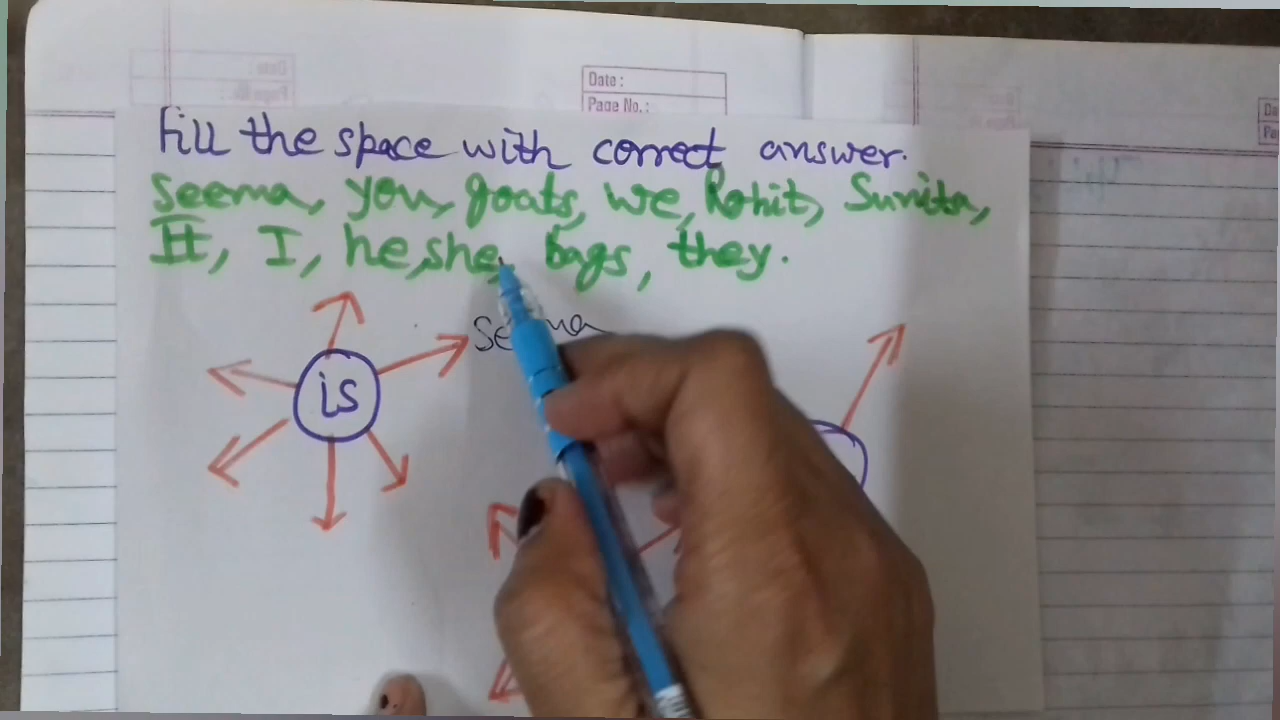 Date :
Page No. :
Fill the space with correct answer.
Seema, you, goats, we, Rohit, Sunita,
It, I, he, she, bags, they.
is